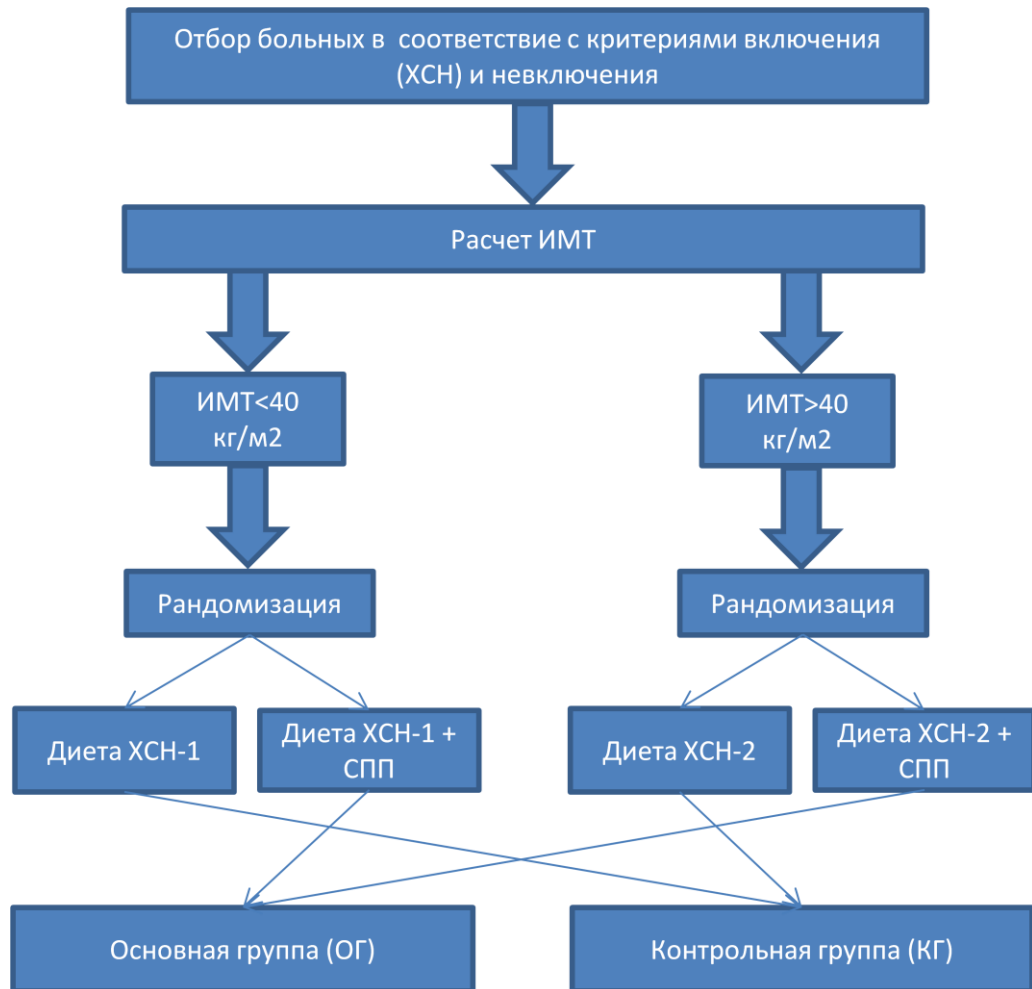 Отбор больных в соответствие с критериями включения
(ХСН) и невключения
Расчет ИМТ
ИМТ<40
кг/м2
ИМТ>40
кг/м2
Рандомизация
Рандомизация
Диета ХСН-1
Диета ХСН-1 +
СПП
Диета ХСН-2
Диета ХСН-2 +
СПП
Основная группа (ОГ)
Контрольная группа (КГ)